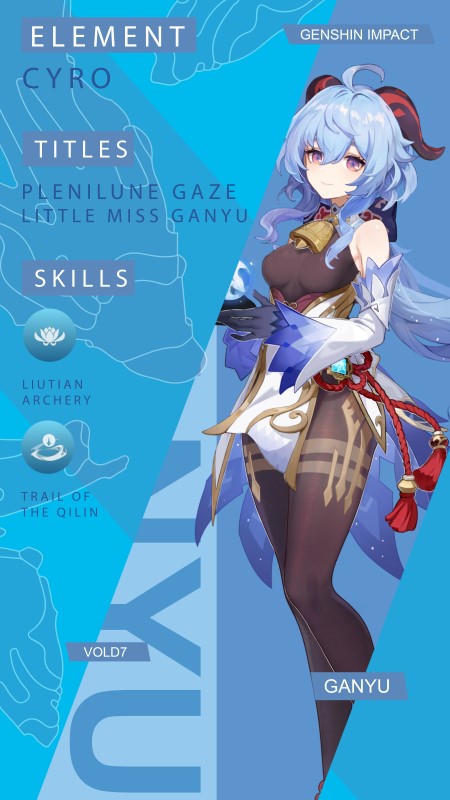 ELEMENT
GENSHIN IMPACT
CYRO
TITLES
PLENILUNE GAZE
LITTLE MISS GANYU
SKILLS
LIUTIAN
ARCHERY
TRAIL OF
THE QILIN
NYU
VOLD7
GANYU